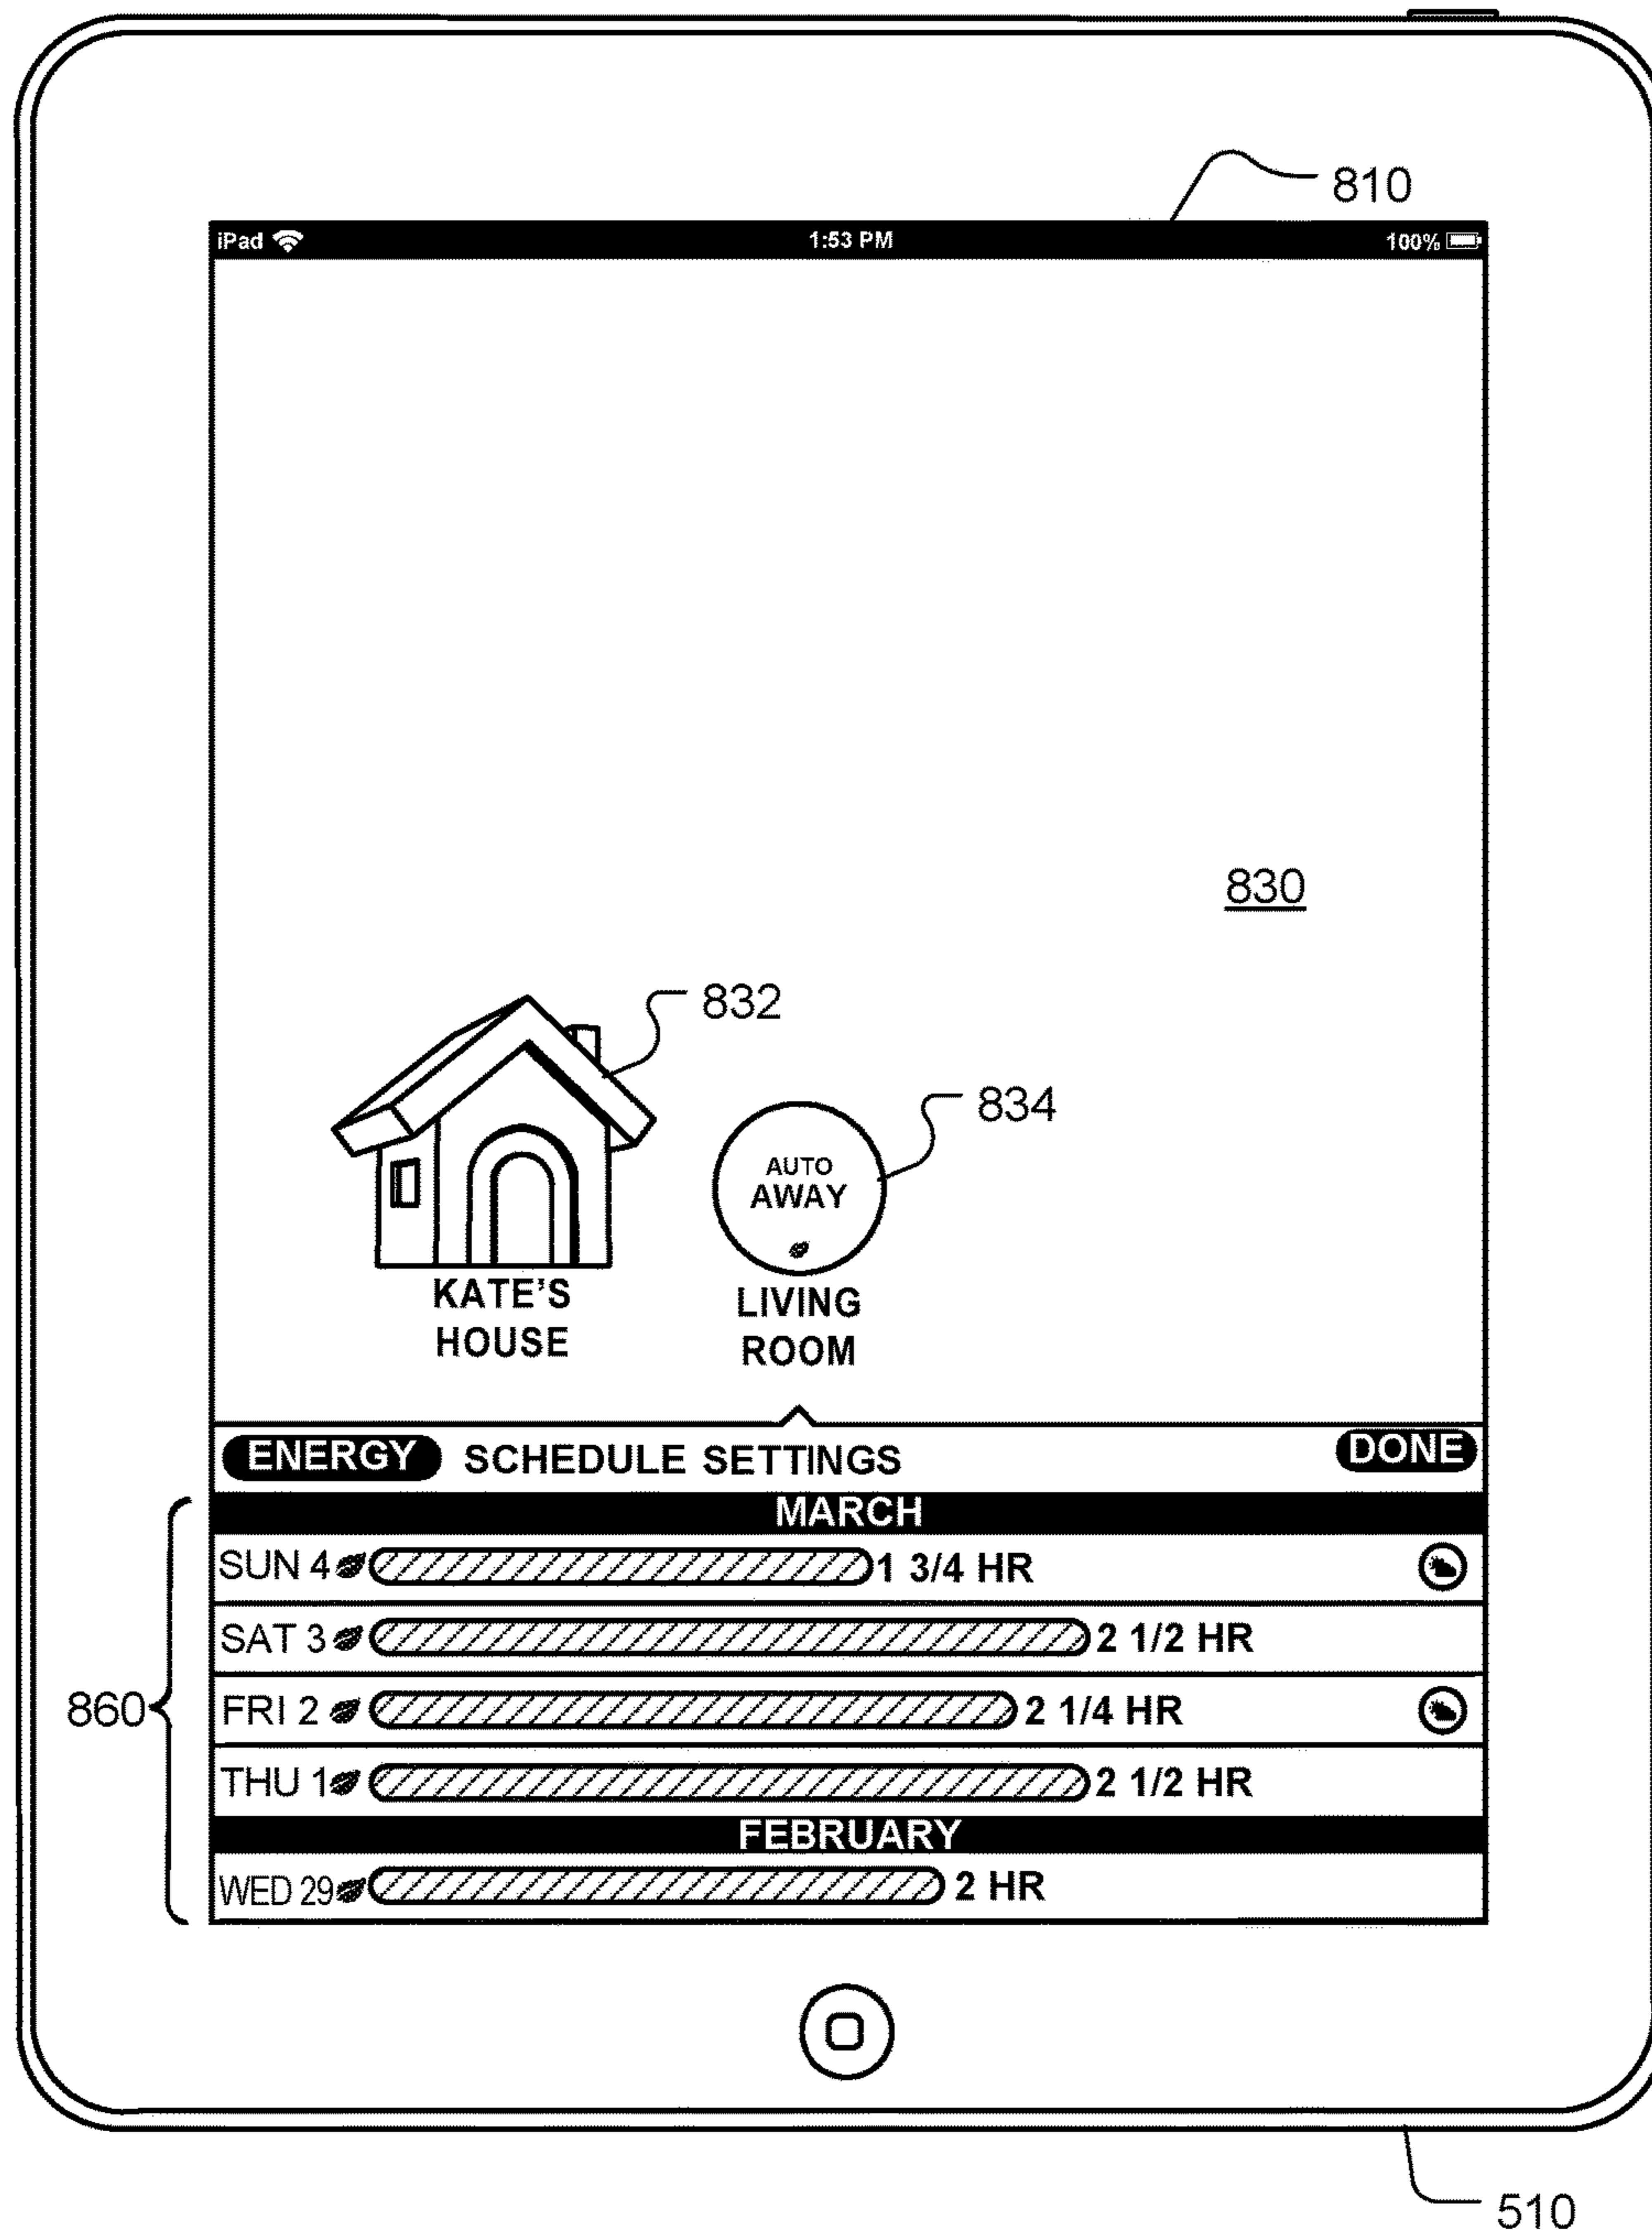 810
iPad 1:53 PM 100%
830
832
834
AUTO
AWAY
KATE'S
HOUSE
LIVING
ROOM
ENERGY SCHEDULE SETTINGS DONE
MARCH
SUN 4 1 3/4 HR
SAT 3 2 1/2 HR
860
FRI 2 2 1/4 HR
THU 1 2 1/2 HR
FEBRUARY
WED 29 2 HR
510